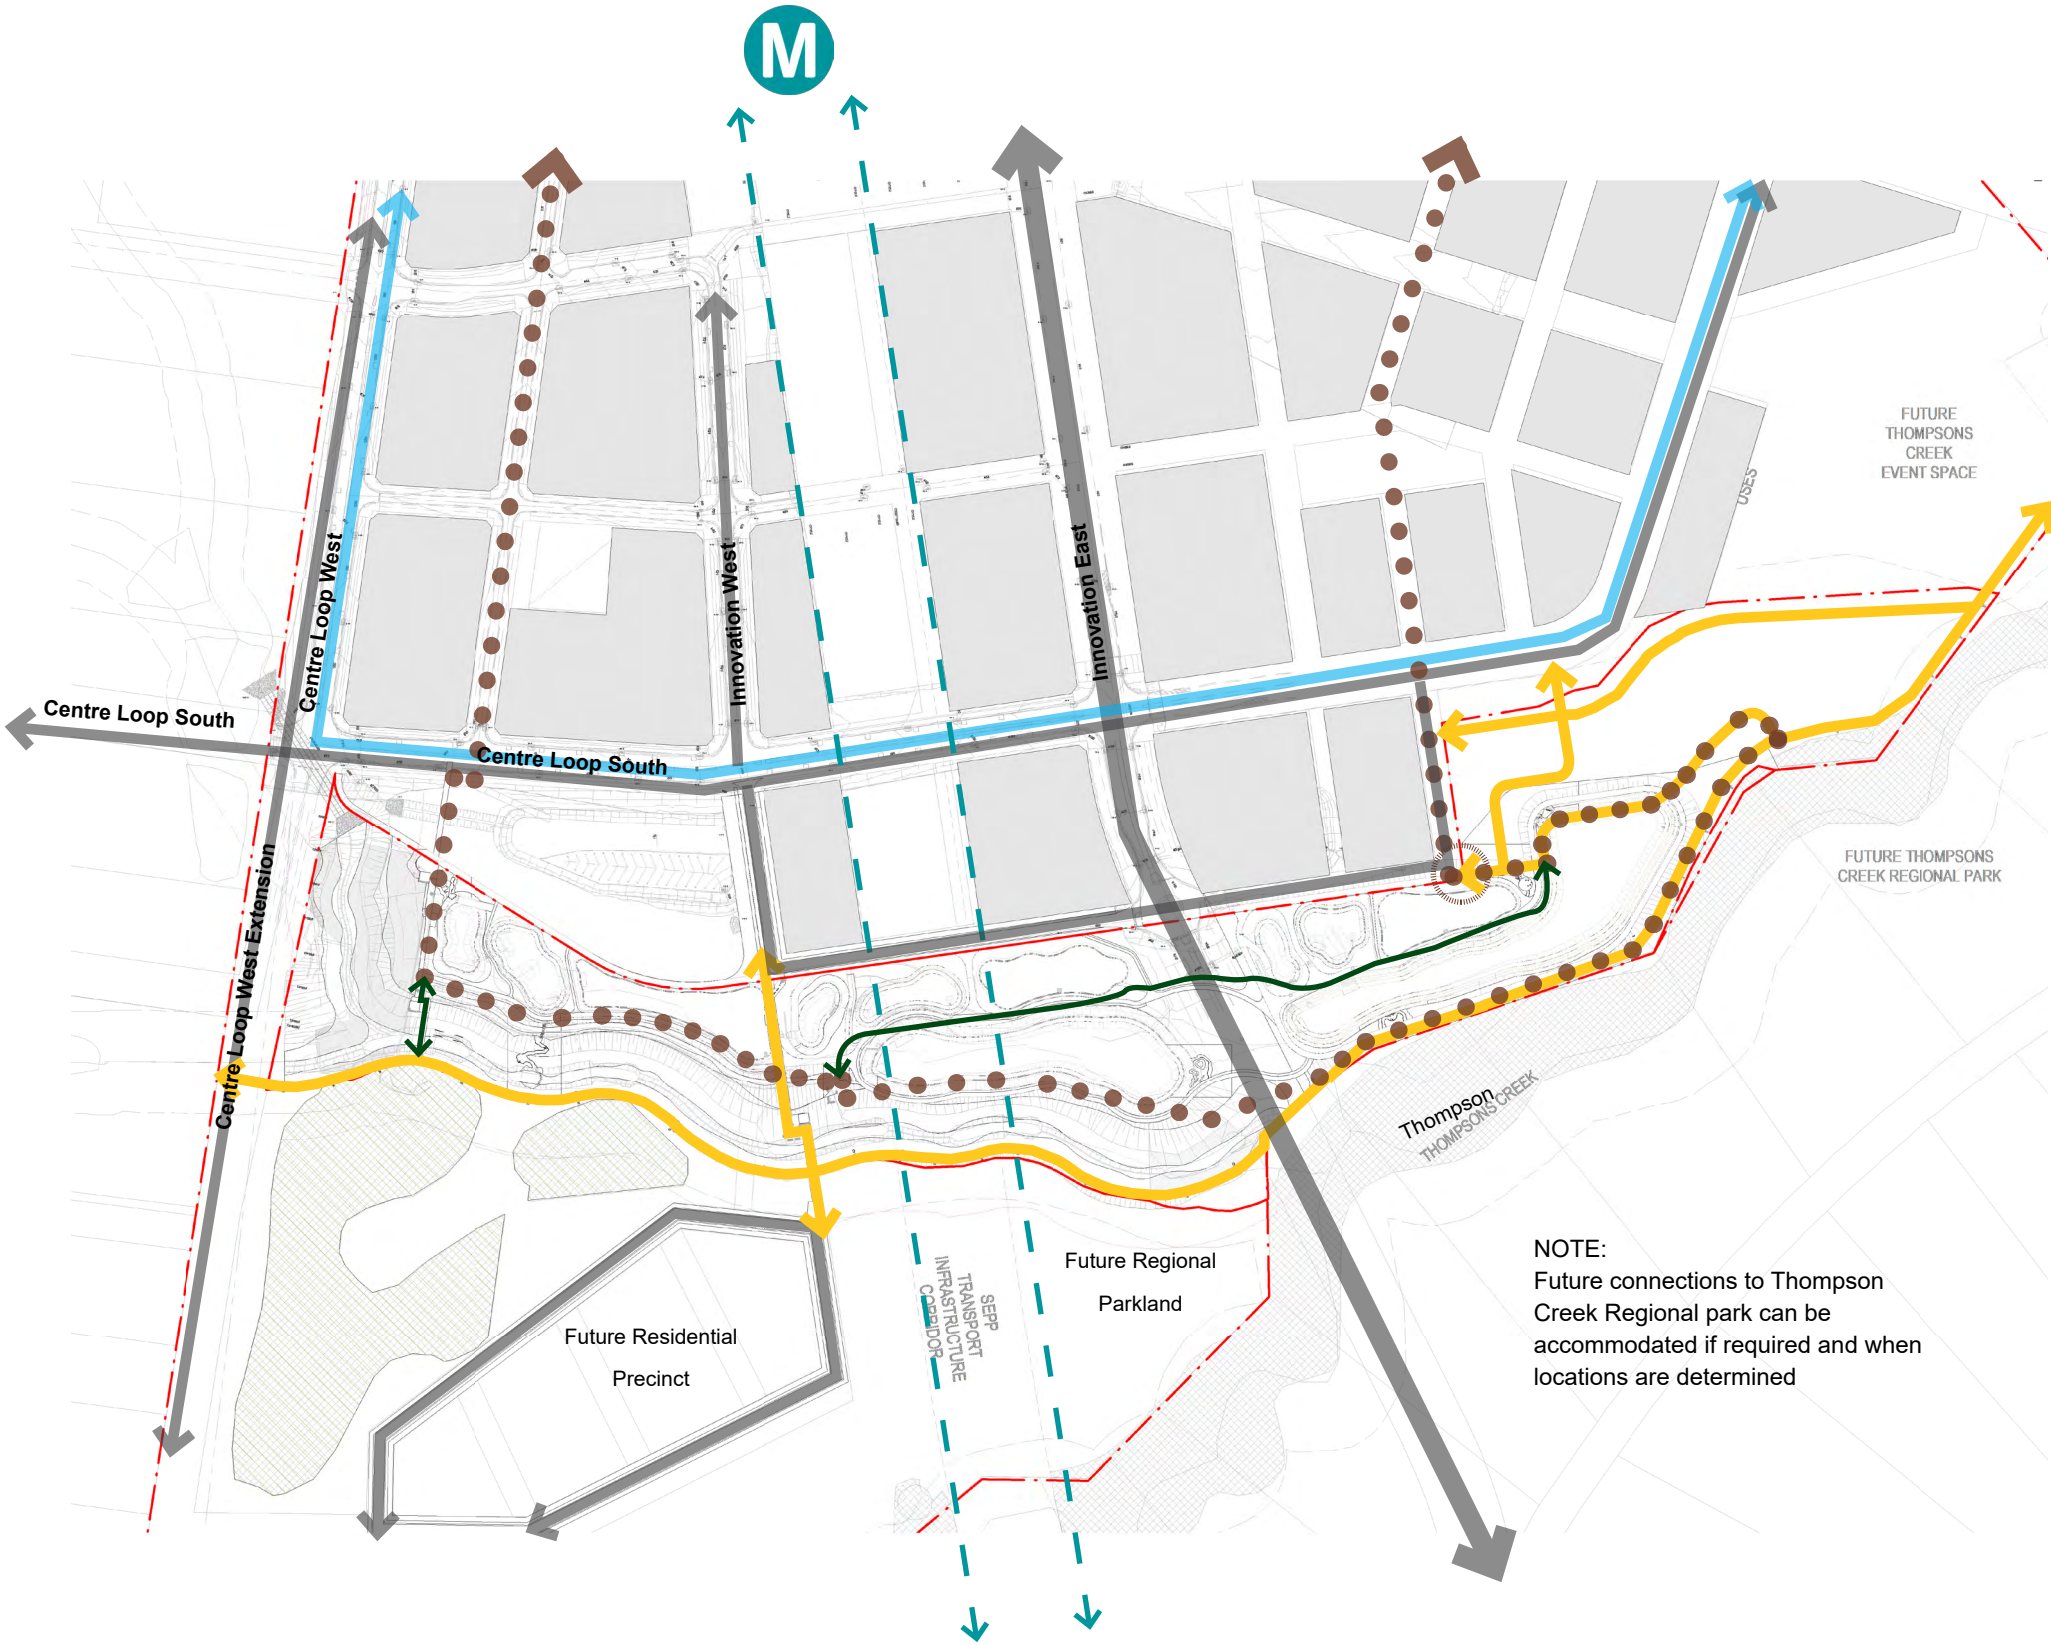 M
FUTURE
THOMPSONS
CREEK
EVENT SPACE
USES
Centre Loop West
Innovation West
Innovation East
Centre Loop South
Centre Loop South
Centre Loop West Extension
FUTURE THOMPSONS
CREEK REGIONAL PARK
Thompson
THOMPSONS CREEK
SEPP
TRANSPORT
INFRASTRUCTURE
CORRIDOR
Future Regional
Parkland
Future Residential
Precinct
NOTE:
Future connections to Thompson
Creek Regional park can be
accommodated if required and when
locations are determined